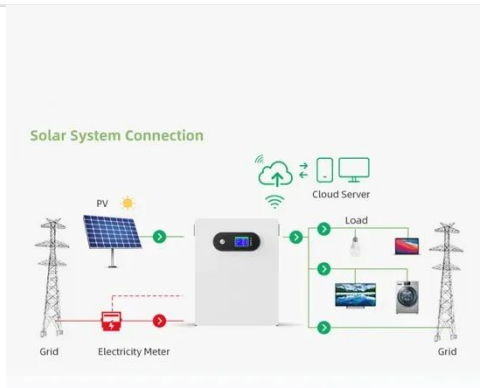 Solar System Connection
Cloud Server
PV
Load
Grid
Electricity Meter
Grid